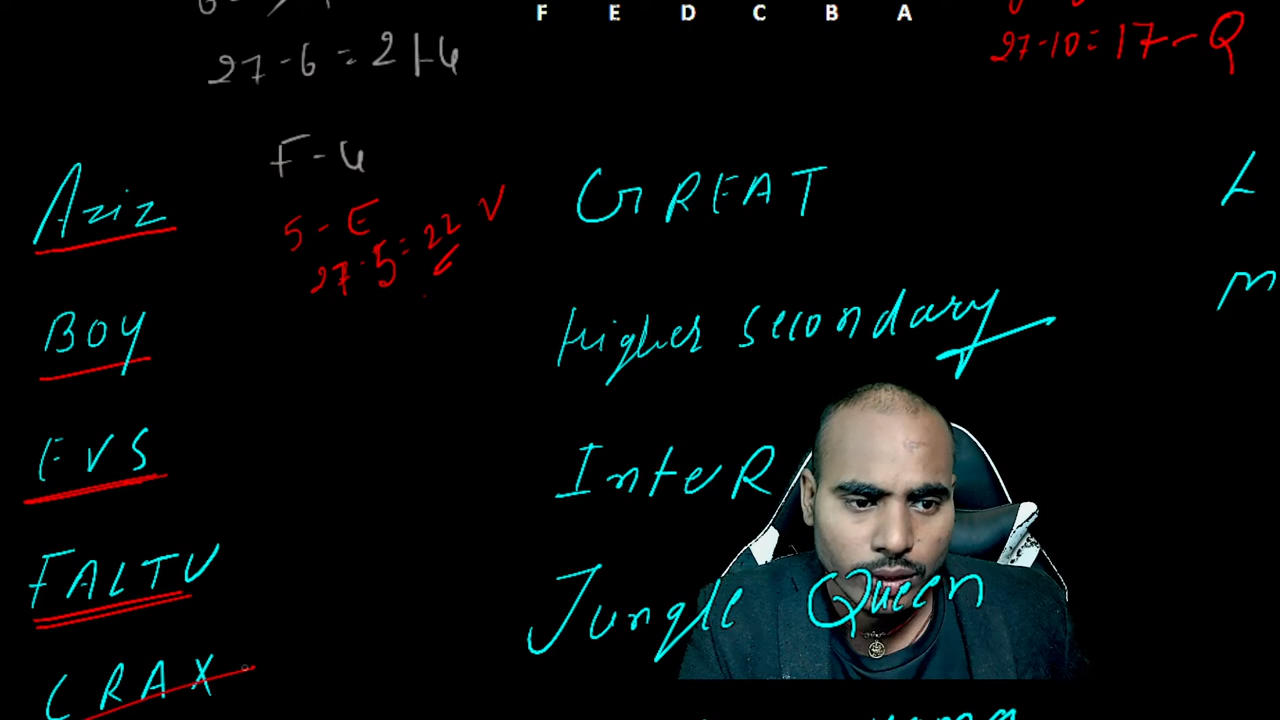 F E D C B A
27-10=17-Q
27-6=21-U
F-U
Aziz
GREAT
L
5-E
27-5=22 V
BOY
Higher secondary
M
EVS
InteR
FALTU
Jungle Queen
CRAX